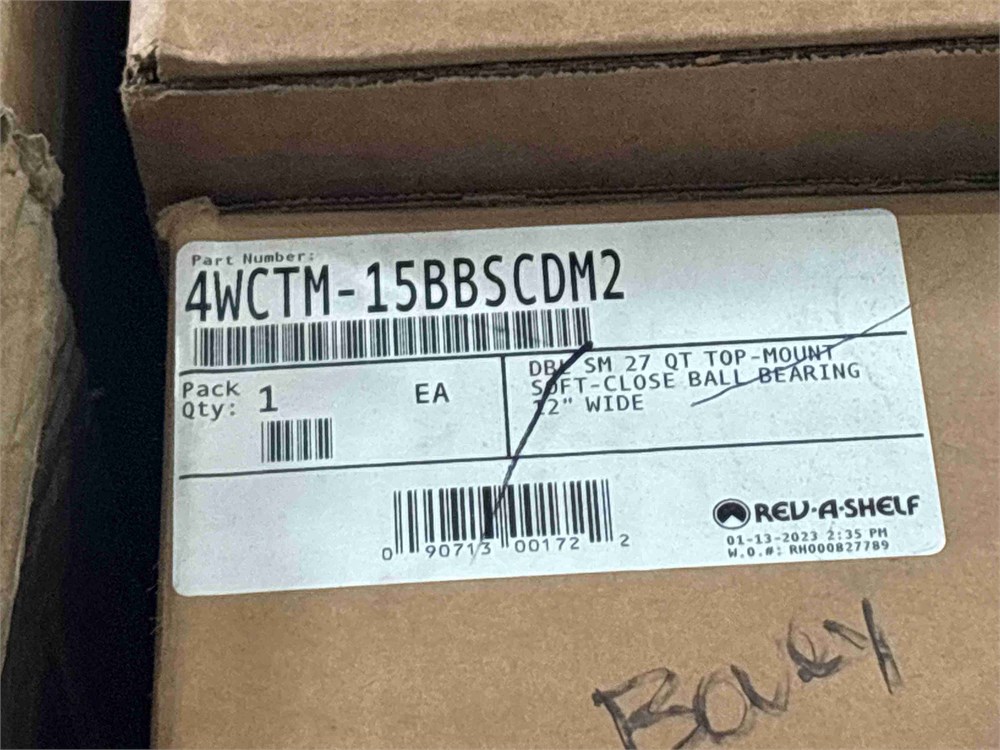 Part Number:
4WCTM-15BBSCDM2
Pack
Qty: 1 EA
DBL SM 27 QT TOP-MOUNT
SOFT-CLOSE BALL BEARING
12" WIDE
0 90713 00172 2
REV-A-SHELF
01-13-2023 2:35 PM
W.O.#: RM000827789